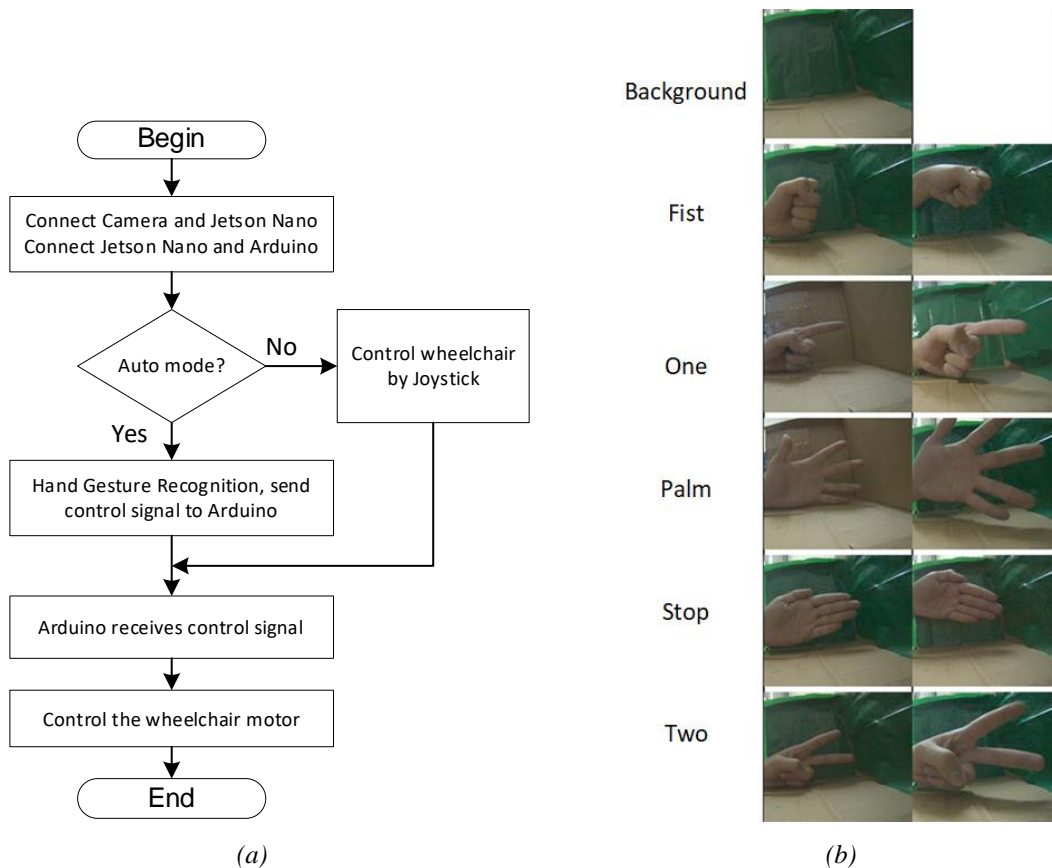 Begin
Connect Camera and Jetson Nano
Connect Jetson Nano and Arduino
Auto mode?
No
Control wheelchair
by Joystick
Yes
Hand Gesture Recognition, send
control signal to Arduino
Arduino receives control signal
Control the wheelchair motor
End
(a)
Background
Fist
One
Palm
Stop
Two
(b)